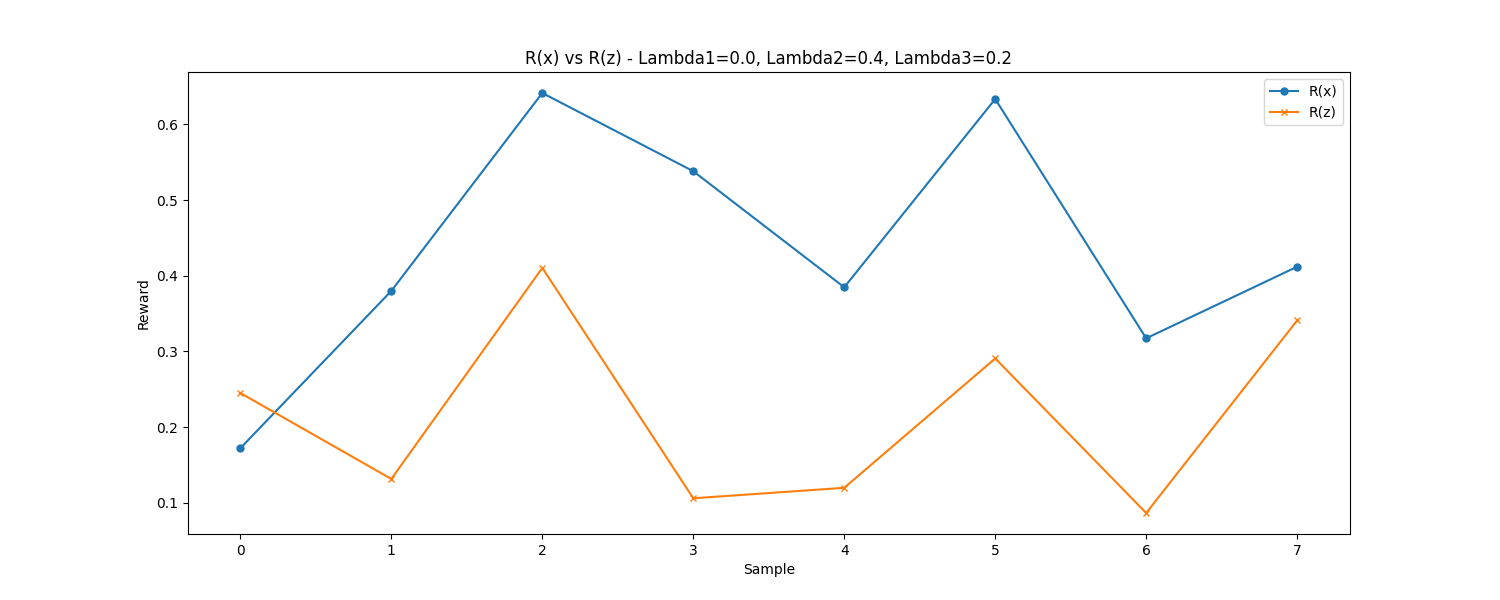 R(x) vs R(z) - Lambda1=0.0, Lambda2=0.4, Lambda3=0.2
R(x)
R(z)
0.6
0.5
0.4
0.3
0.2
0.1
Reward
0 1 2 3 4 5 6 7
Sample